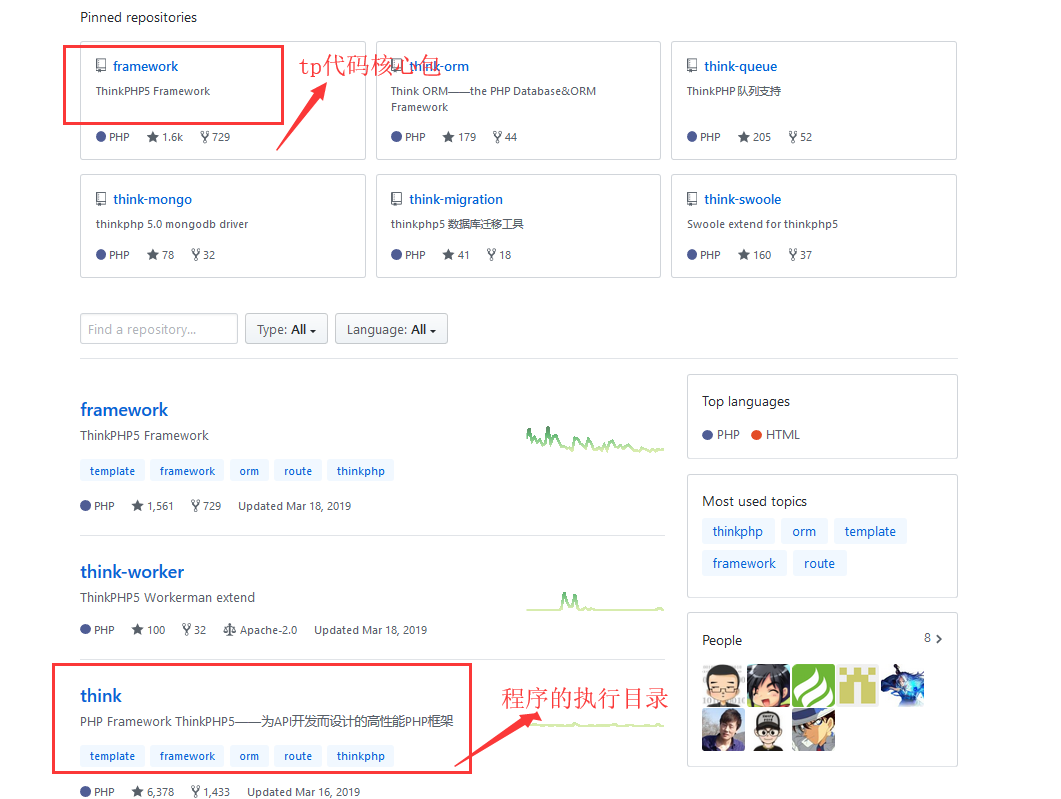 Pinned repositories
framework
ThinkPHP5 Framework
PHP 1.6k 729
tp代码核心包
think-orm
Think ORM——the PHP Database&ORM
Framework
PHP 179 44
think-queue
ThinkPHP 队列支持
PHP 205 52
think-mongo
thinkphp 5.0 mongodb driver
PHP 78 32
think-migration
thinkphp5 数据库迁移工具
PHP 41 18
think-swoole
Swoole extend for thinkphp5
PHP 160 37
Find a repository...
Type: All
Language: All
framework
ThinkPHP5 Framework
template framework orm route thinkphp
PHP 1,561 729 Updated Mar 18, 2019
think-worker
ThinkPHP5 Workerman extend
PHP 100 32 Apache-2.0 Updated Mar 18, 2019
think
PHP Framework ThinkPHP5——为API开发而设计的高性能PHP框架
template framework orm route thinkphp
PHP 6,378 1,433 Updated Mar 16, 2019
程序的执行目录
Top languages
PHP HTML
Most used topics
thinkphp orm template
framework route
People 8